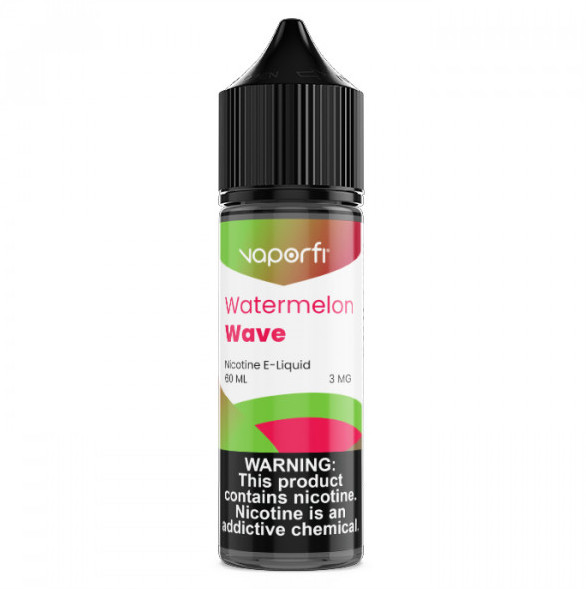 vaporfi
Watermelon
Wave
Nicotine E-Liquid
60 ML 3 MG
WARNING:
This product
contains nicotine.
Nicotine is an
addictive chemical.